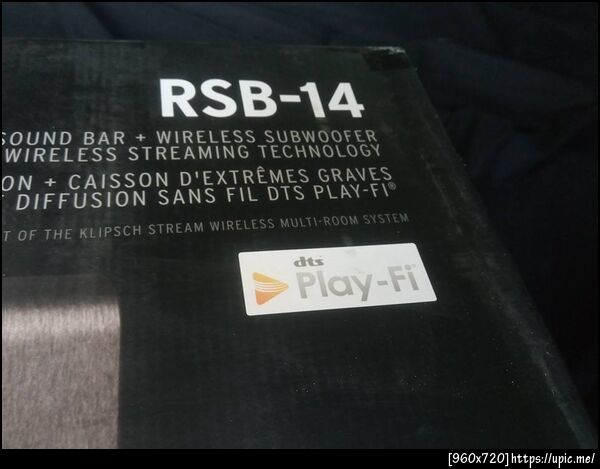 RSB-14
SOUND BAR + WIRELESS SUBWOOFER
WIRELESS STREAMING TECHNOLOGY
ON + CAISSON D'EXTRÊMES GRAVES
DIFFUSION SANS FIL DTS PLAY-FI®
T OF THE KLIPSCH STREAM WIRELESS MULTI-ROOM SYSTEM
dts
Play-Fi
[960x720]https://upic.me/